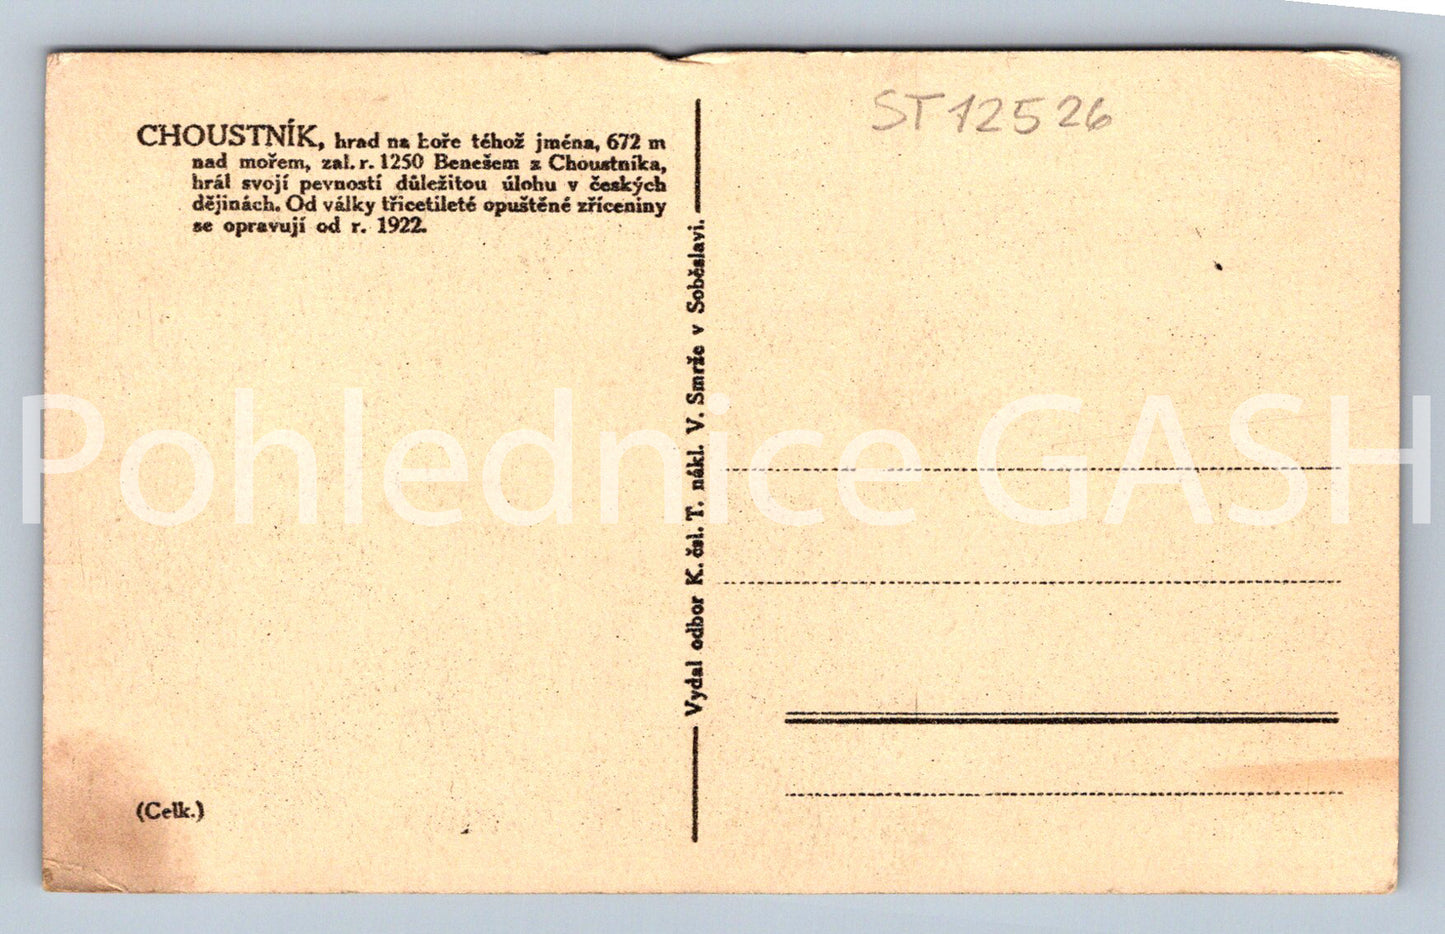 CHOUSTNÍK, hrad na hoře téhož jména, 672 m
nad mořem, zal. r. 1250 Benešem z Choustníka,
hrál svojí pevností důležitou úlohu v českých
dějinách. Od války třicetileté opuštěné zříceniny
se opravují od r. 1922.
ST12526
Vydal odbor K. čsl. T. nákl. V. Smrže v Soběslavi.
Pohlednice GASH
(Celk.)